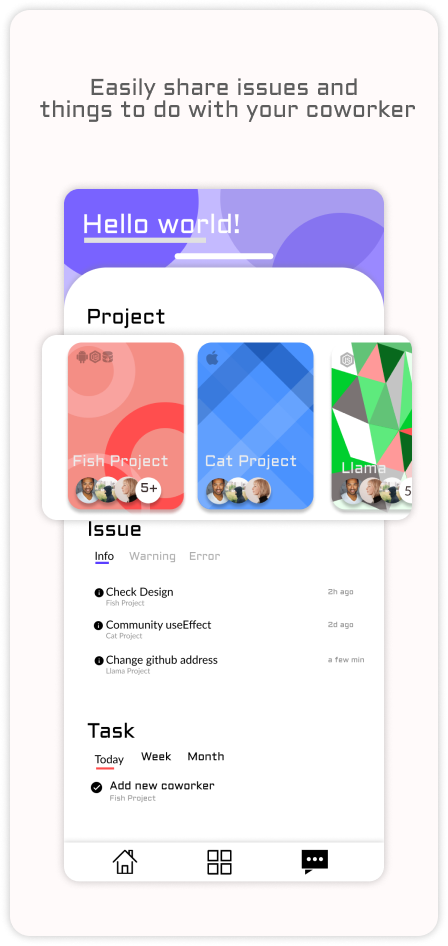 Easily share issues and
things to do with your coworker
Hello world!
Project
Fish Project
5+
Cat Project
Llama
5
Issue
Info Warning Error
Check Design 2h ago
Fish Project
Community useEffect 2d ago
Cat Project
Change github address a few min
Llama Project
Task
Today Week Month
Add new coworker
Fish Project